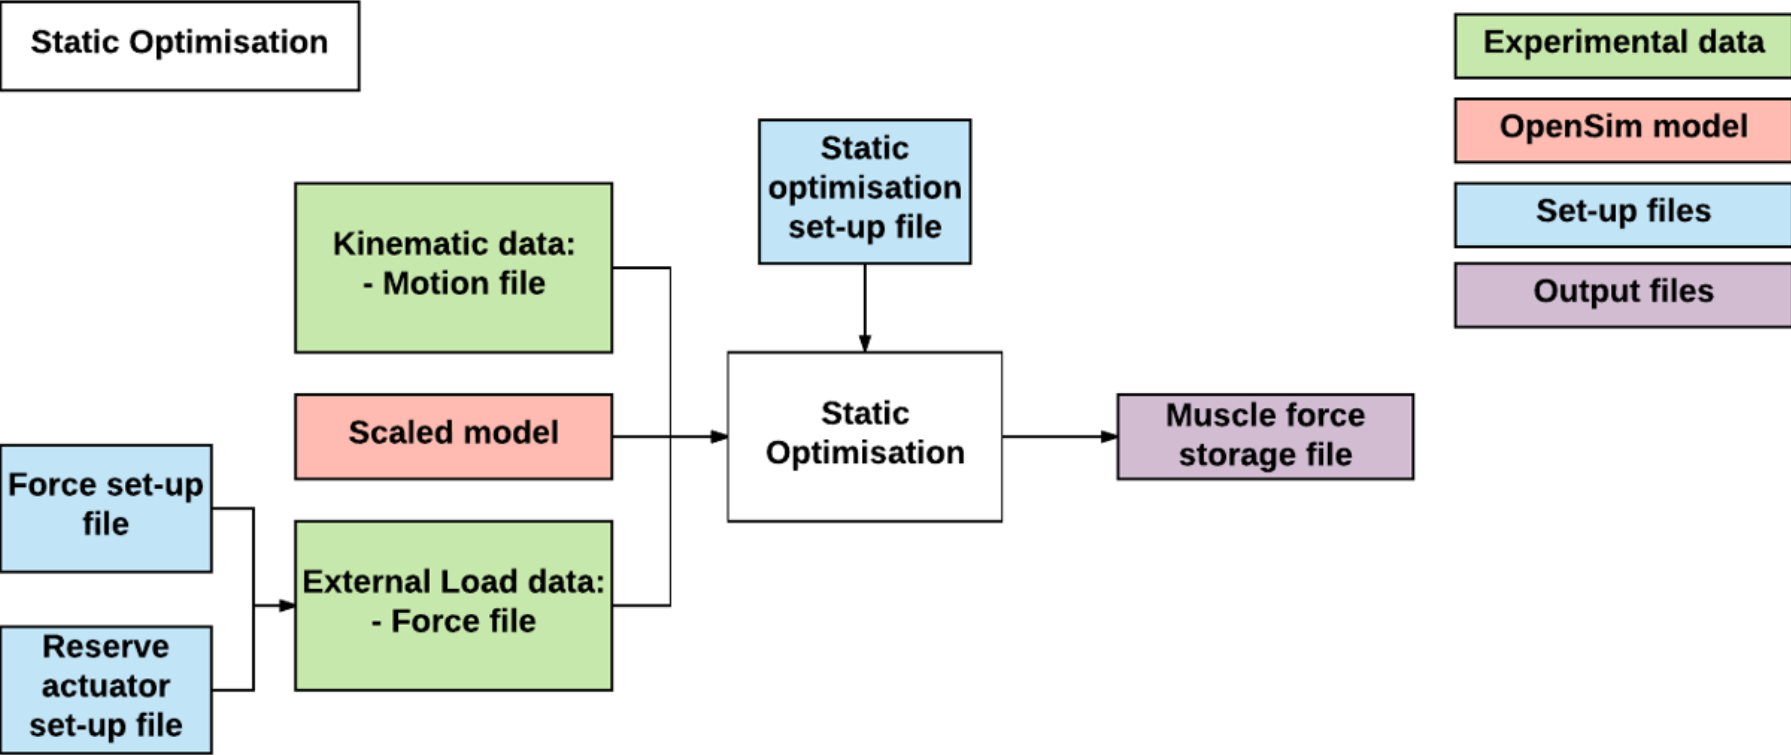 Static Optimisation
Experimental data
OpenSim model
Set-up files
Output files
Static
optimisation
set-up file
Kinematic data:
- Motion file
Scaled model
Static
Optimisation
Muscle force
storage file
Force set-up
file
External Load data:
- Force file
Reserve
actuator
set-up file